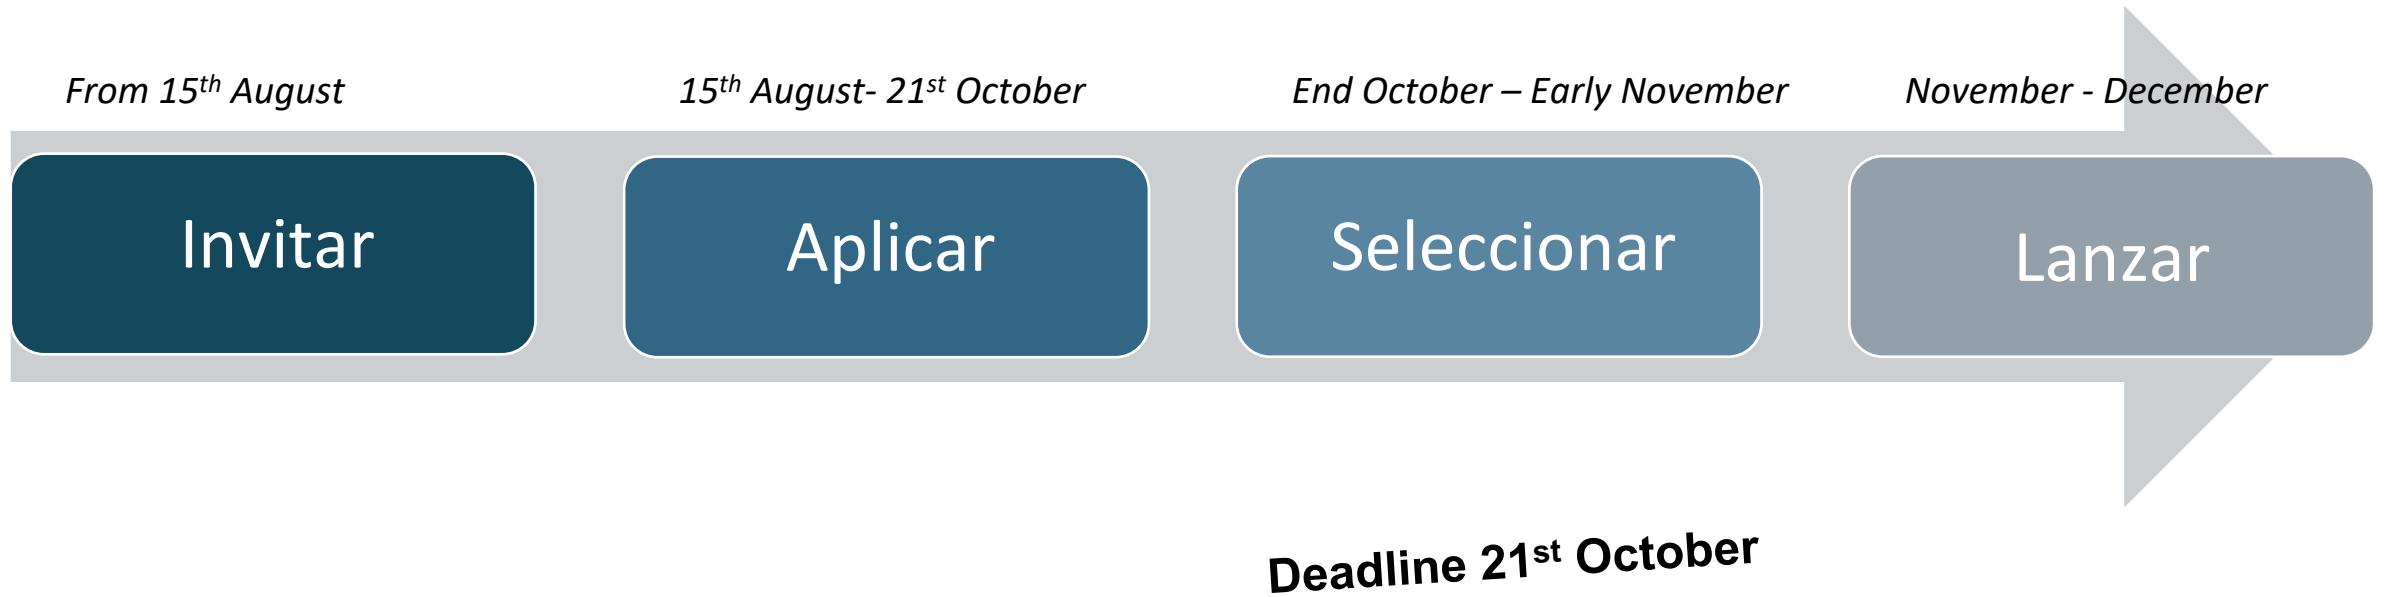 From 15th August
15th August- 21st October
End October – Early November
November - December
Invitar
Aplicar
Seleccionar
Lanzar
Deadline 21st October